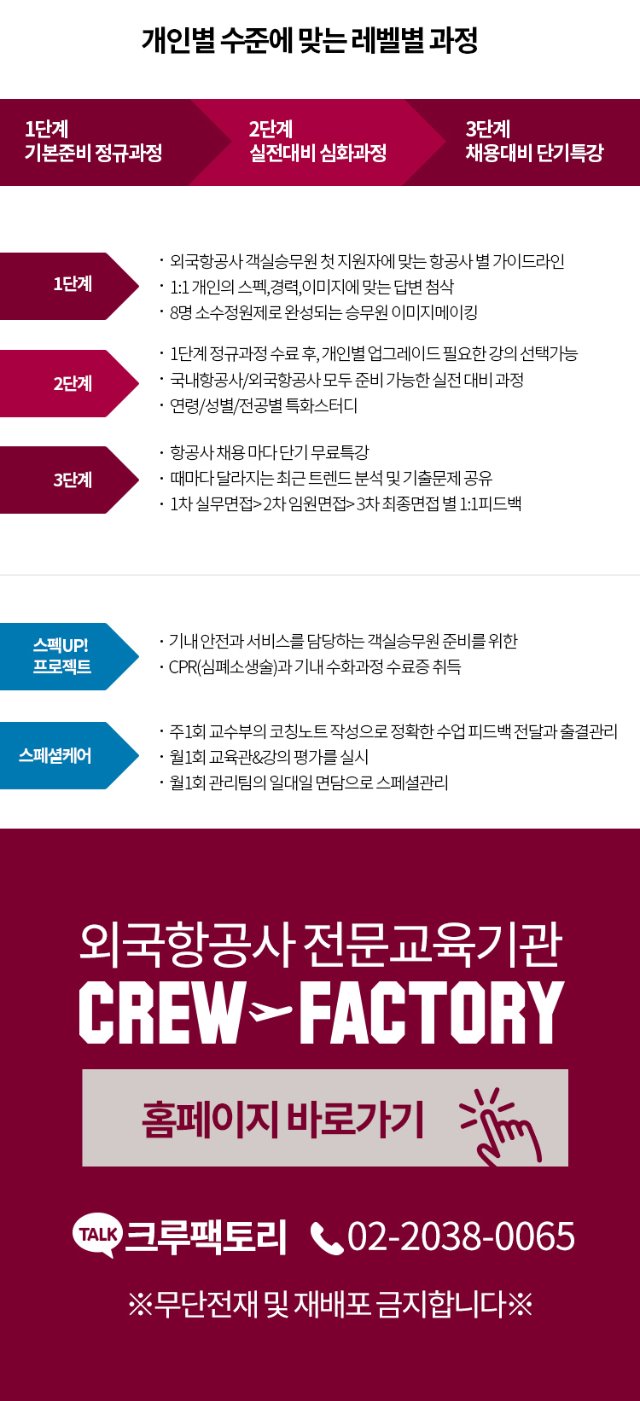 개인별 수준에 맞는 레벨별 과정
1단계
기본준비 정규과정
2단계
실전대비 심화과정
3단계
채용대비 단기특강
1단계
· 외국항공사 객실승무원 첫 지원자에 맞는 항공사 별 가이드라인
· 1:1 개인의 스펙,경력,이미지에 맞는 답변 첨삭
· 8명 소수정원제로 완성되는 승무원 이미지메이킹
2단계
· 1단계 정규과정 수료 후, 개인별 업그레이드 필요한 강의 선택가능
· 국내항공사/외국항공사 모두 준비 가능한 실전 대비 과정
· 연령/성별/전공별 특화스터디
3단계
· 항공사 채용 마다 단기 무료특강
· 때마다 달라지는 최근 트렌드 분석 및 기출문제 공유
· 1차 실무면접> 2차 임원면접> 3차 최종면접 별 1:1피드백
스펙UP!
프로젝트
· 기내 안전과 서비스를 담당하는 객실승무원 준비를 위한
· CPR(심폐소생술)과 기내 수화과정 수료증 취득
스페셜케어
· 주1회 교수부의 코칭노트 작성으로 정확한 수업 피드백 전달과 출결관리
· 월1회 교육관&강의 평가를 실시
· 월1회 관리팀의 일대일 면담으로 스페셜관리
외국항공사 전문교육기관
CREW FACTORY
홈페이지 바로가기
TALK 크루팩토리 02-2038-0065
※무단전재 및 재배포 금지합니다※